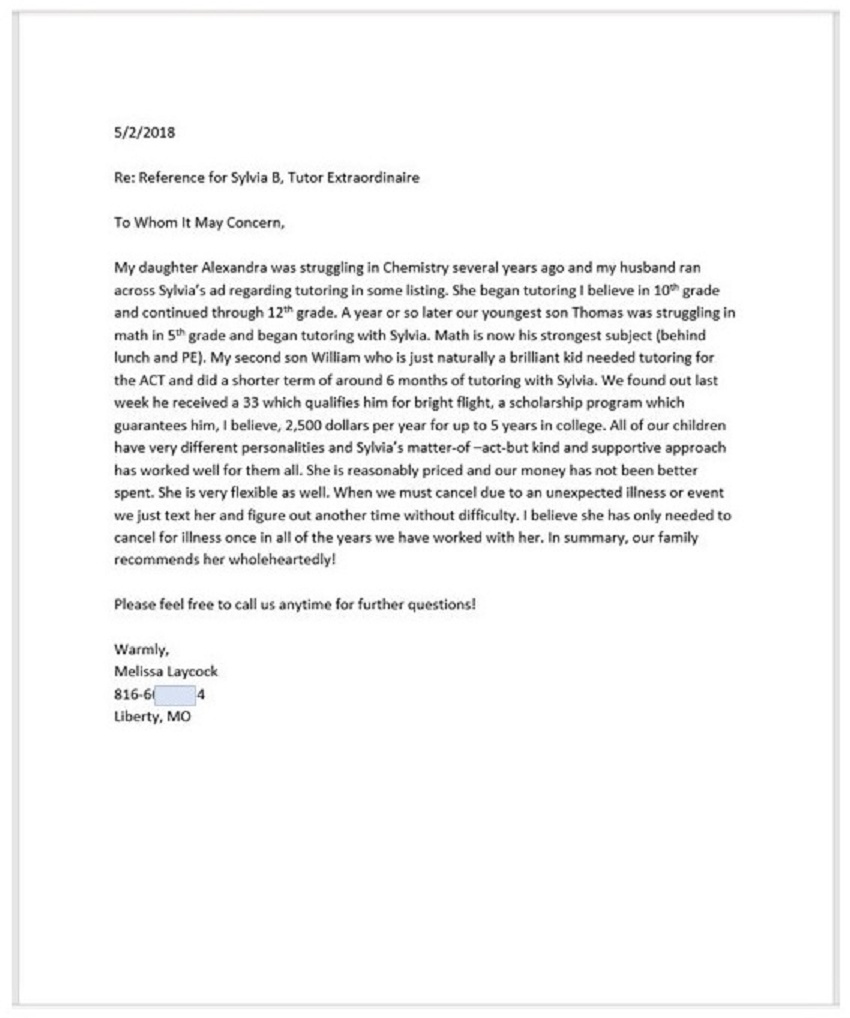 5/2/2018
Re: Reference for Sylvia B, Tutor Extraordinaire
To Whom It May Concern,
My daughter Alexandra was struggling in Chemistry several years ago and my husband ran
across Sylvia's ad regarding tutoring in some listing. She began tutoring I believe in 10th grade
and continued through 12th grade. A year or so later our youngest son Thomas was struggling in
math in 5th grade and began tutoring with Sylvia. Math is now his strongest subject (behind
lunch and PE). My second son William who is just naturally a brilliant kid needed tutoring for
the ACT and did a shorter term of around 6 months of tutoring with Sylvia. We found out last
week he received a 33 which qualifies him for bright flight, a scholarship program which
guarantees him, I believe, 2,500 dollars per year for up to 5 years in college. All of our children
have very different personalities and Sylvia's matter-of –act-but kind and supportive approach
has worked well for them all. She is reasonably priced and our money has not been better
spent. She is very flexible as well. When we must cancel due to an unexpected illness or event
we just text her and figure out another time without difficulty. I believe she has only needed to
cancel for illness once in all of the years we have worked with her. In summary, our family
recommends her wholeheartedly!
Please feel free to call us anytime for further questions!
Warmly,
Melissa Laycock
816-6 4
Liberty, MO